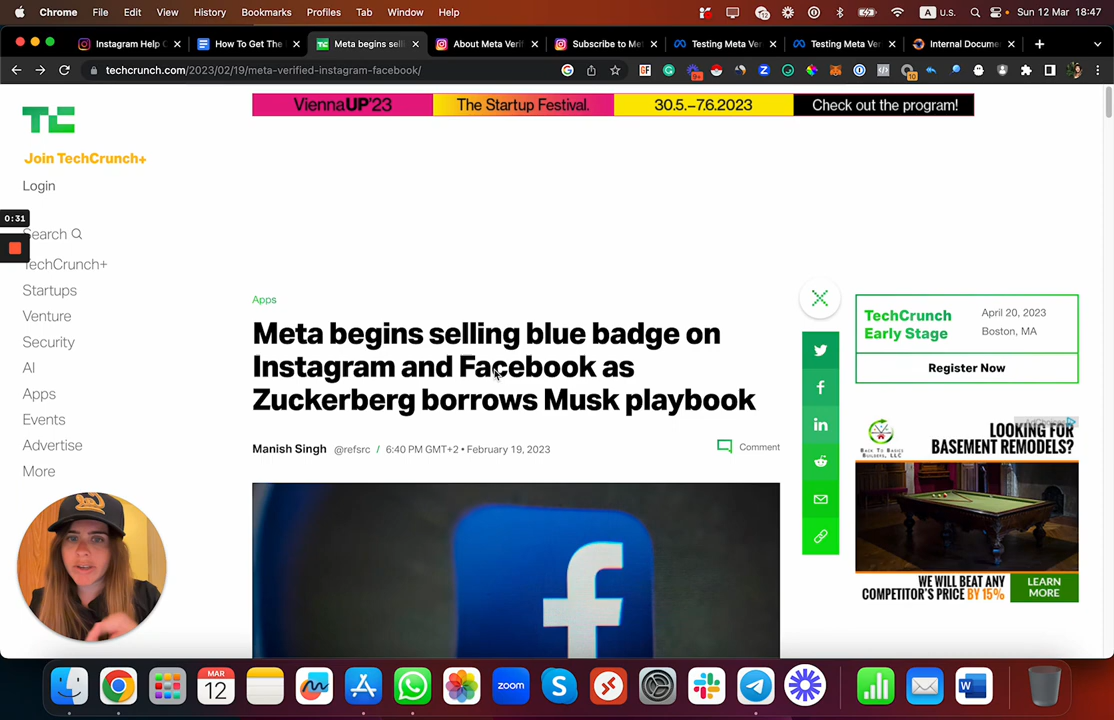 Chrome File Edit View History Bookmarks Profiles Tab Window Help
A U.S. Sun 12 Mar 18:47
Instagram Help C
How To Get The
Meta begins sell
About Meta Verif
Subscribe to Me
Testing Meta Ver
Testing Meta Ver
Internal Docume
techcrunch.com/2023/02/19/meta-verified-instagram-facebook/
ViennaUP'23 The Startup Festival. 30.5.–7.6.2023 Check out the program!
TC
Join TechCrunch+
Login
0:31
Search
TechCrunch+
Startups
Venture
Security
AI
Apps
Events
Advertise
More
Apps
Meta begins selling blue badge on
Instagram and Facebook as
Zuckerberg borrows Musk playbook
Manish Singh @refsrc / 6:40 PM GMT+2 • February 19, 2023
Comment
TechCrunch
Early Stage
April 20, 2023
Boston, MA
Register Now
LOOKING FOR
BASEMENT REMODELS?
BACK TO BASICS
BUILDERS, LLC
WE WILL BEAT ANY
COMPETITOR'S PRICE BY 15%
LEARN
MORE
MAR
12
zoom